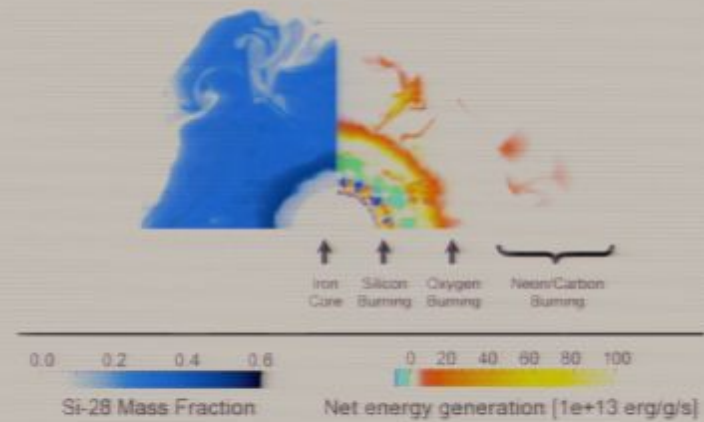 Iron Silicon Oxygen Neon/Carbon
Core Burning Burning Burning
0.0 0.2 0.4 0.6
0 20 40 60 80 100
Si-28 Mass Fraction
Net energy generation [1e+13 erg/g/s]